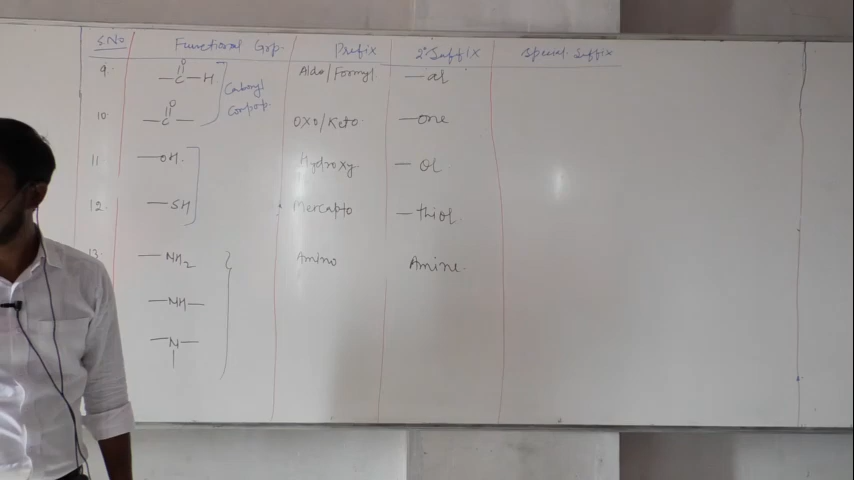 S.No Functional Grp. Prefix 2° Suffix Special Suffix
9. —C(=O)—H Aldo/Formyl —al
Carbonyl
10. —C(=O)— Oxo/Keto. —one
11 —OH. Hydroxy —ol
12. —SH Mercapto —thiol
13. —NH2 Amino Amine.
—NH—
—N—